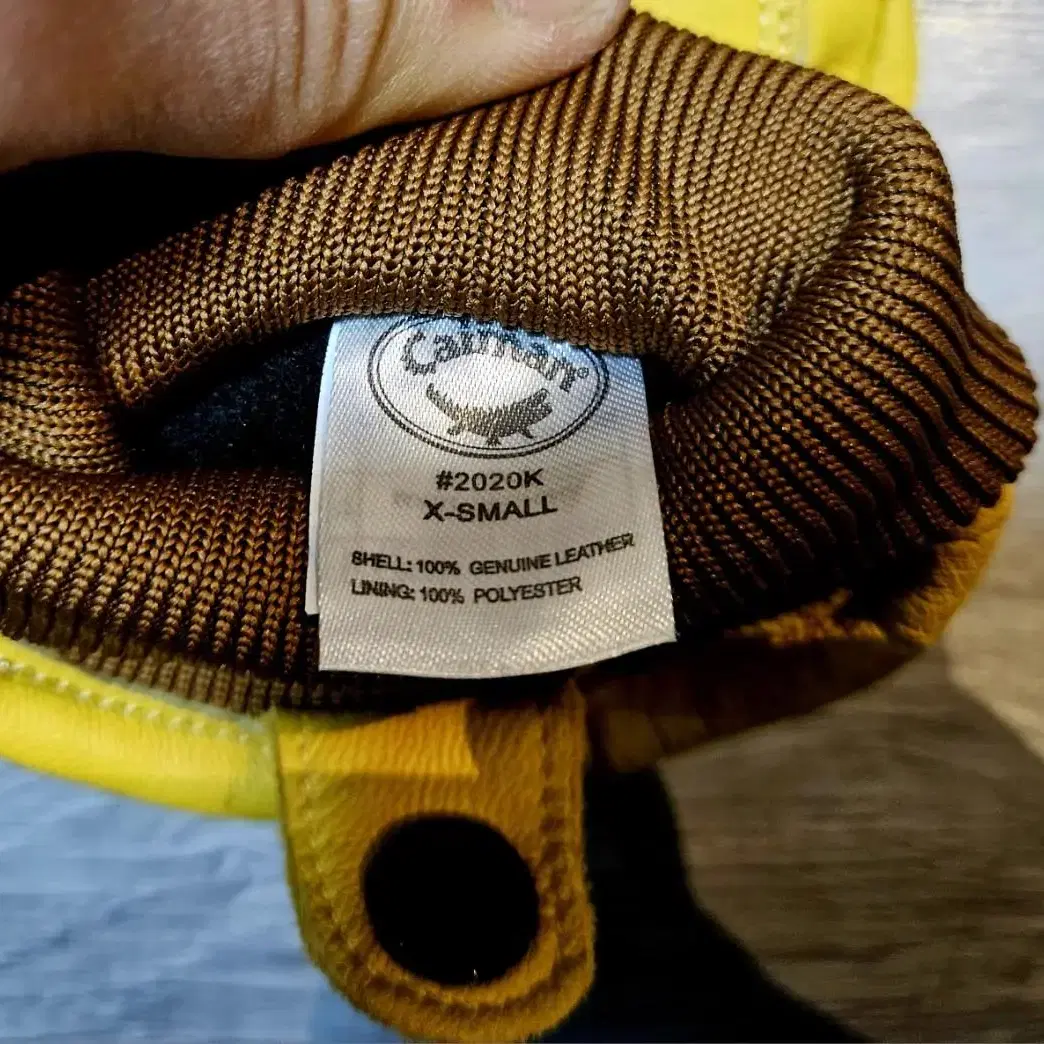 Carhartt®
#2020K
X-SMALL
SHELL: 100% GENUINE LEATHER
LINING: 100% POLYESTER